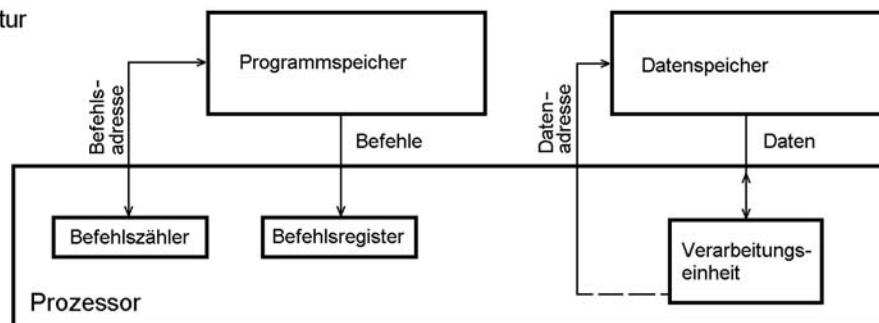 tur
Programmspeicher
Datenspeicher
Befehls-
adresse
Befehle
Daten-
adresse
Daten
Befehlszähler
Befehlsregister
Verarbeitungs-
einheit
Prozessor